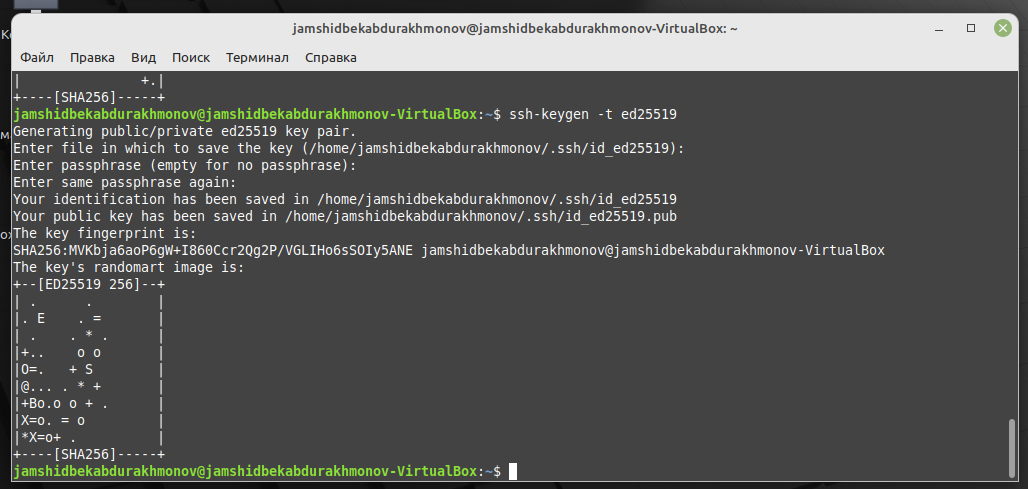 jamshidbekabdurakhmonov@jamshidbekabdurakhmonov-VirtualBox: ~
Файл Правка Вид Поиск Терминал Справка
|               +.|
+----[SHA256]-----+
jamshidbekabdurakhmonov@jamshidbekabdurakhmonov-VirtualBox:~$ ssh-keygen -t ed25519
Generating public/private ed25519 key pair.
Enter file in which to save the key (/home/jamshidbekabdurakhmonov/.ssh/id_ed25519):
Enter passphrase (empty for no passphrase):
Enter same passphrase again:
Your identification has been saved in /home/jamshidbekabdurakhmonov/.ssh/id_ed25519
Your public key has been saved in /home/jamshidbekabdurakhmonov/.ssh/id_ed25519.pub
The key fingerprint is:
SHA256:MVKbja6aoP6gW+I860Ccr2Qg2P/VGLIHo6sSOIy5ANE jamshidbekabdurakhmonov@jamshidbekabdurakhmonov-VirtualBox
The key's randomart image is:
+--[ED25519 256]--+
| .      .        |
|. E    . =       |
| .    . * .      |
|+..    o o       |
|O=.   + S        |
|@... . * +       |
|+Bo.o o + .      |
|X=o. = o         |
|*X=o+ .          |
+----[SHA256]-----+
jamshidbekabdurakhmonov@jamshidbekabdurakhmonov-VirtualBox:~$